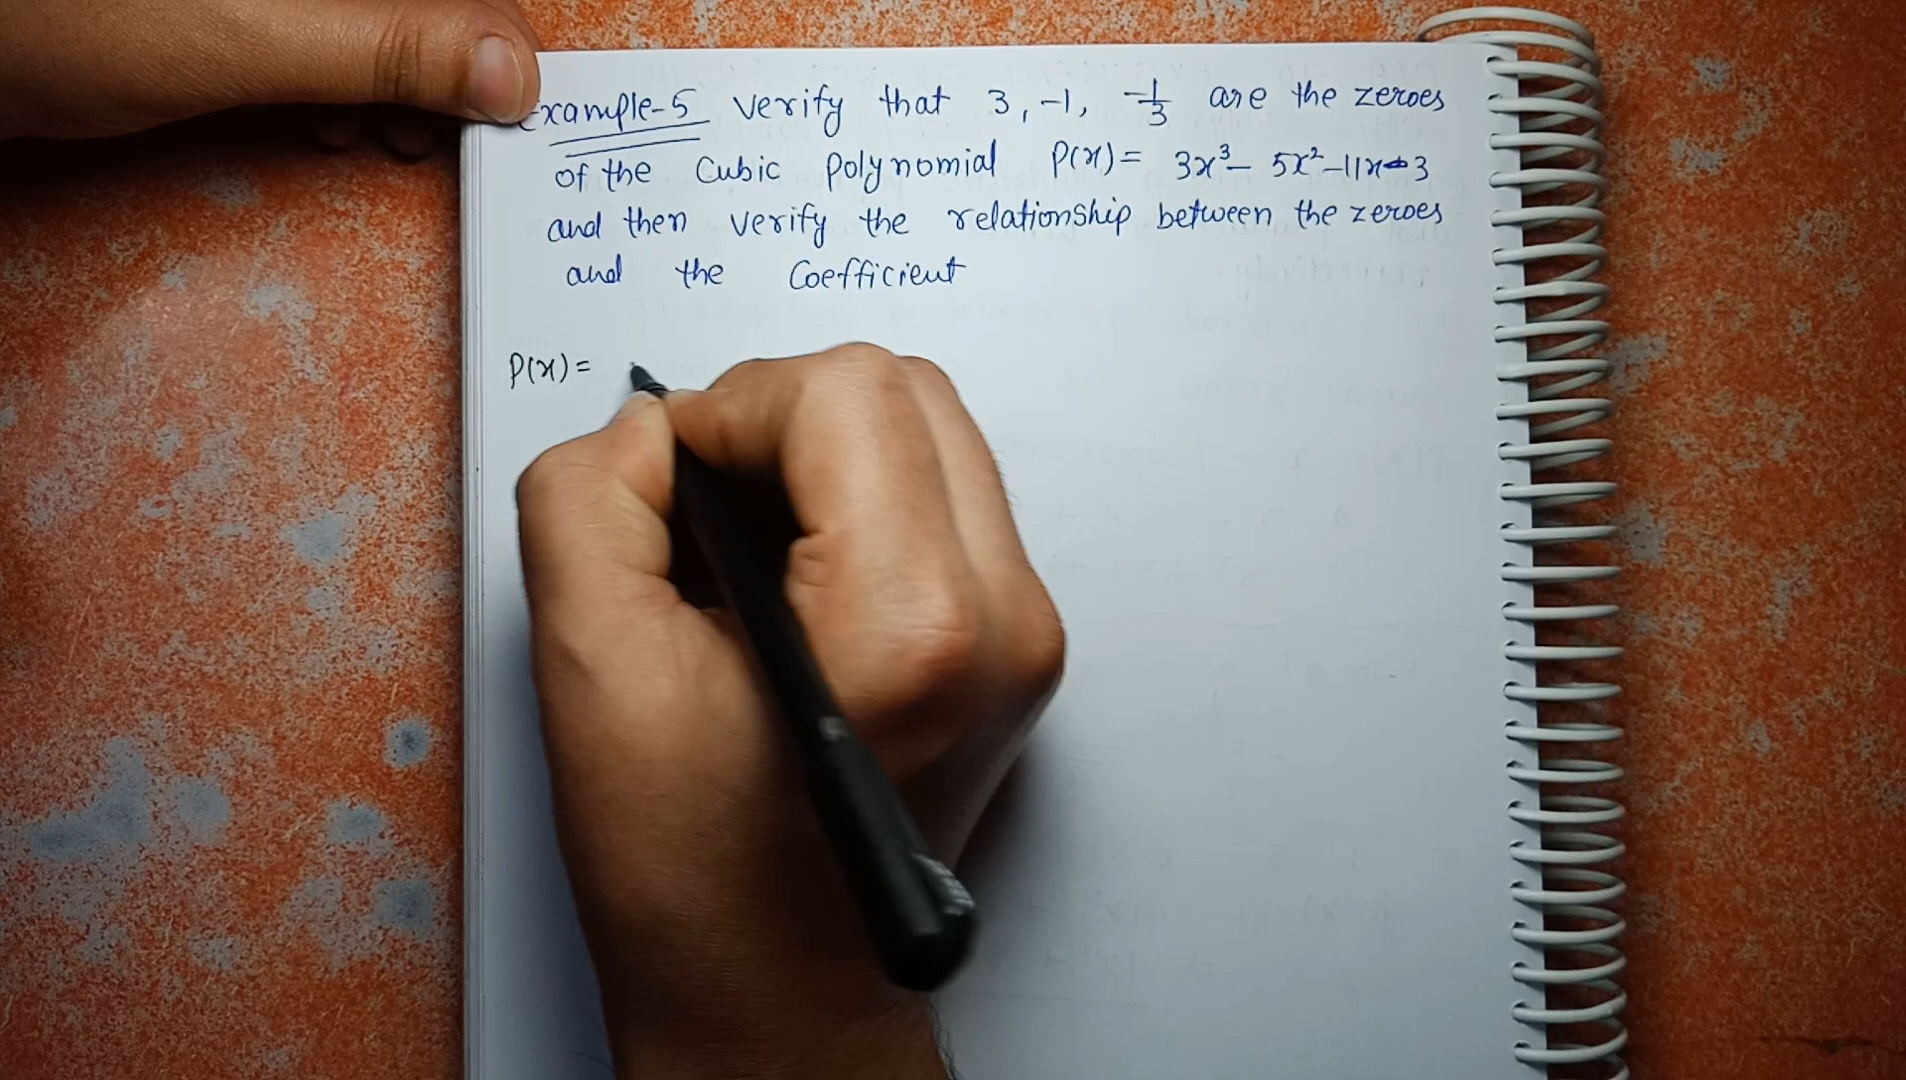 Example-5 verify that 3, -1, -1/3 are the zeroes
of the Cubic Polynomial P(x) = 3x³ - 5x² - 11x - 3
and then verify the relationship between the zeroes
and the Coefficient
P(x) =